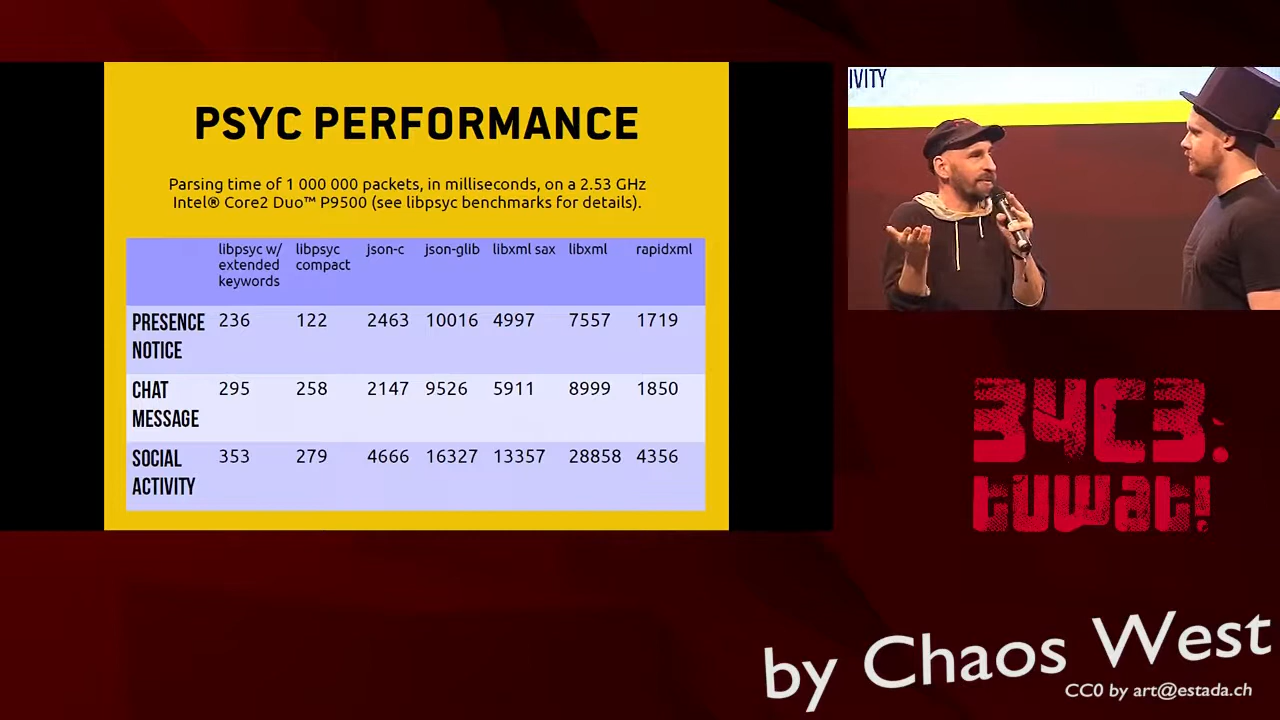 PSYC PERFORMANCE
Parsing time of 1 000 000 packets, in milliseconds, on a 2.53 GHz
Intel® Core2 Duo™ P9500 (see libpsyc benchmarks for details).
libpsyc w/ extended keywords libpsyc compact json-c json-glib libxml sax libxml rapidxml
PRESENCE NOTICE 236 122 2463 10016 4997 7557 1719
CHAT MESSAGE 295 258 2147 9526 5911 8999 1850
SOCIAL ACTIVITY 353 279 4666 16327 13357 28858 4356
IVITY
34C3:
tuwat!
by Chaos West
CC0 by art@estada.ch